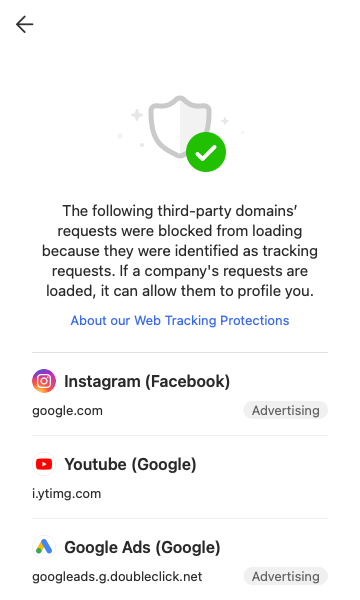 The following third-party domains’
requests were blocked from loading
because they were identified as tracking
requests. If a company's requests are
loaded, it can allow them to profile you.
About our Web Tracking Protections
Instagram (Facebook)
google.com Advertising
Youtube (Google)
i.ytimg.com
Google Ads (Google)
googleads.g.doubleclick.net Advertising